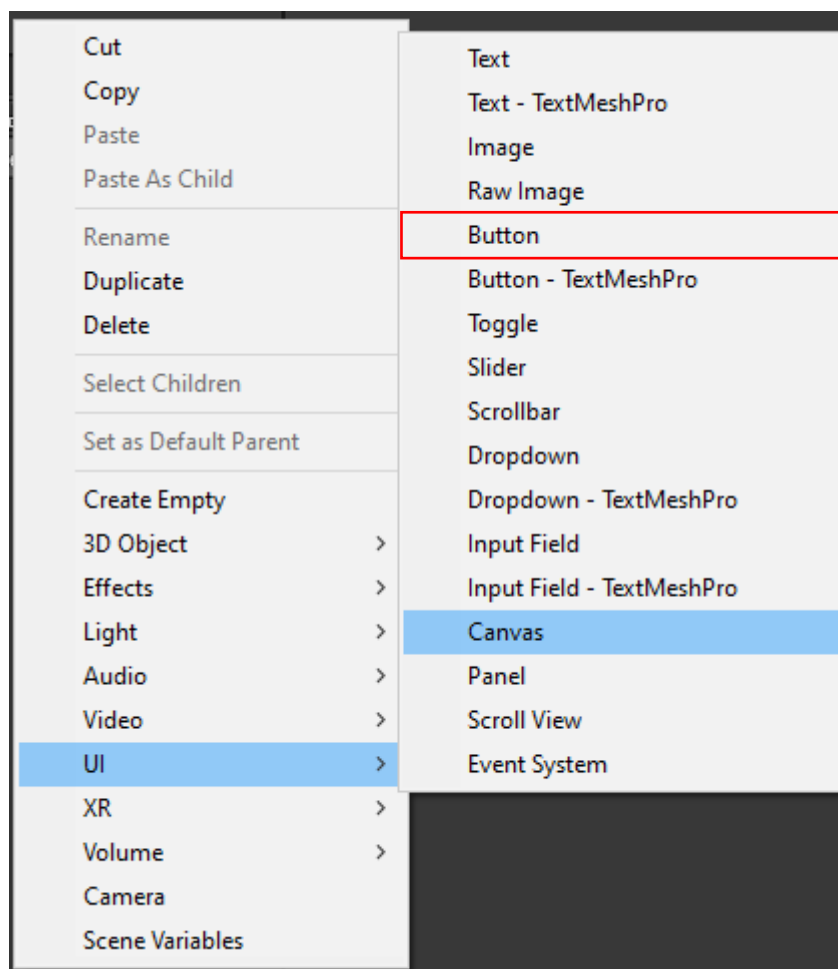 Cut
Copy
Paste
Paste As Child
Rename
Duplicate
Delete
Select Children
Set as Default Parent
Create Empty
3D Object
Effects
Light
Audio
Video
UI
XR
Volume
Camera
Scene Variables
Text
Text - TextMeshPro
Image
Raw Image
Button
Button - TextMeshPro
Toggle
Slider
Scrollbar
Dropdown
Dropdown - TextMeshPro
Input Field
Input Field - TextMeshPro
Canvas
Panel
Scroll View
Event System